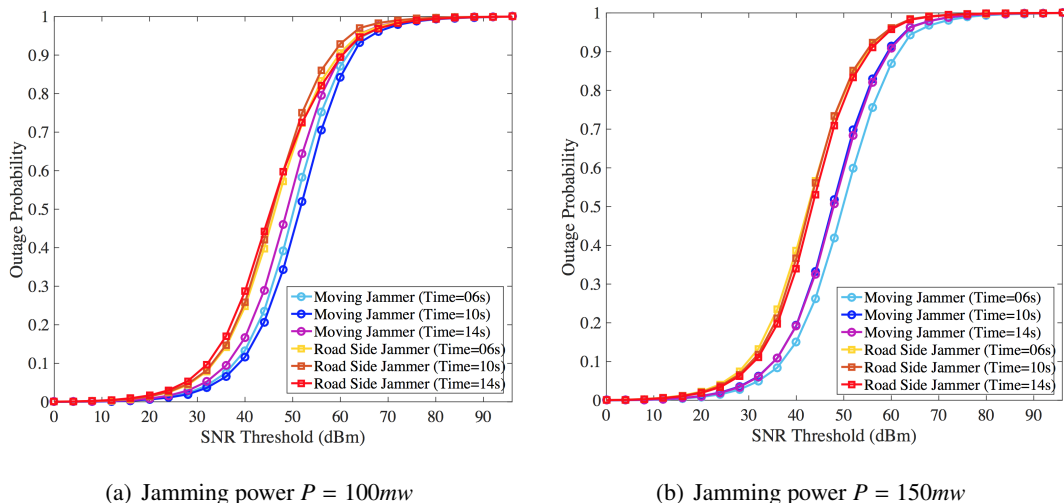 1
0.9
0.8
0.7
0.6
0.5
0.4
0.3
0.2
0.1
0
Outage Probability
0 10 20 30 40 50 60 70 80 90
SNR Threshold (dBm)
Moving Jammer (Time=06s)
Moving Jammer (Time=10s)
Moving Jammer (Time=14s)
Road Side Jammer (Time=06s)
Road Side Jammer (Time=10s)
Road Side Jammer (Time=14s)
(a) Jamming power P = 100mw
1
0.9
0.8
0.7
0.6
0.5
0.4
0.3
0.2
0.1
0
Outage Probability
0 10 20 30 40 50 60 70 80 90
SNR Threshold (dBm)
Moving Jammer (Time=06s)
Moving Jammer (Time=10s)
Moving Jammer (Time=14s)
Road Side Jammer (Time=06s)
Road Side Jammer (Time=10s)
Road Side Jammer (Time=14s)
(b) Jamming power P = 150mw